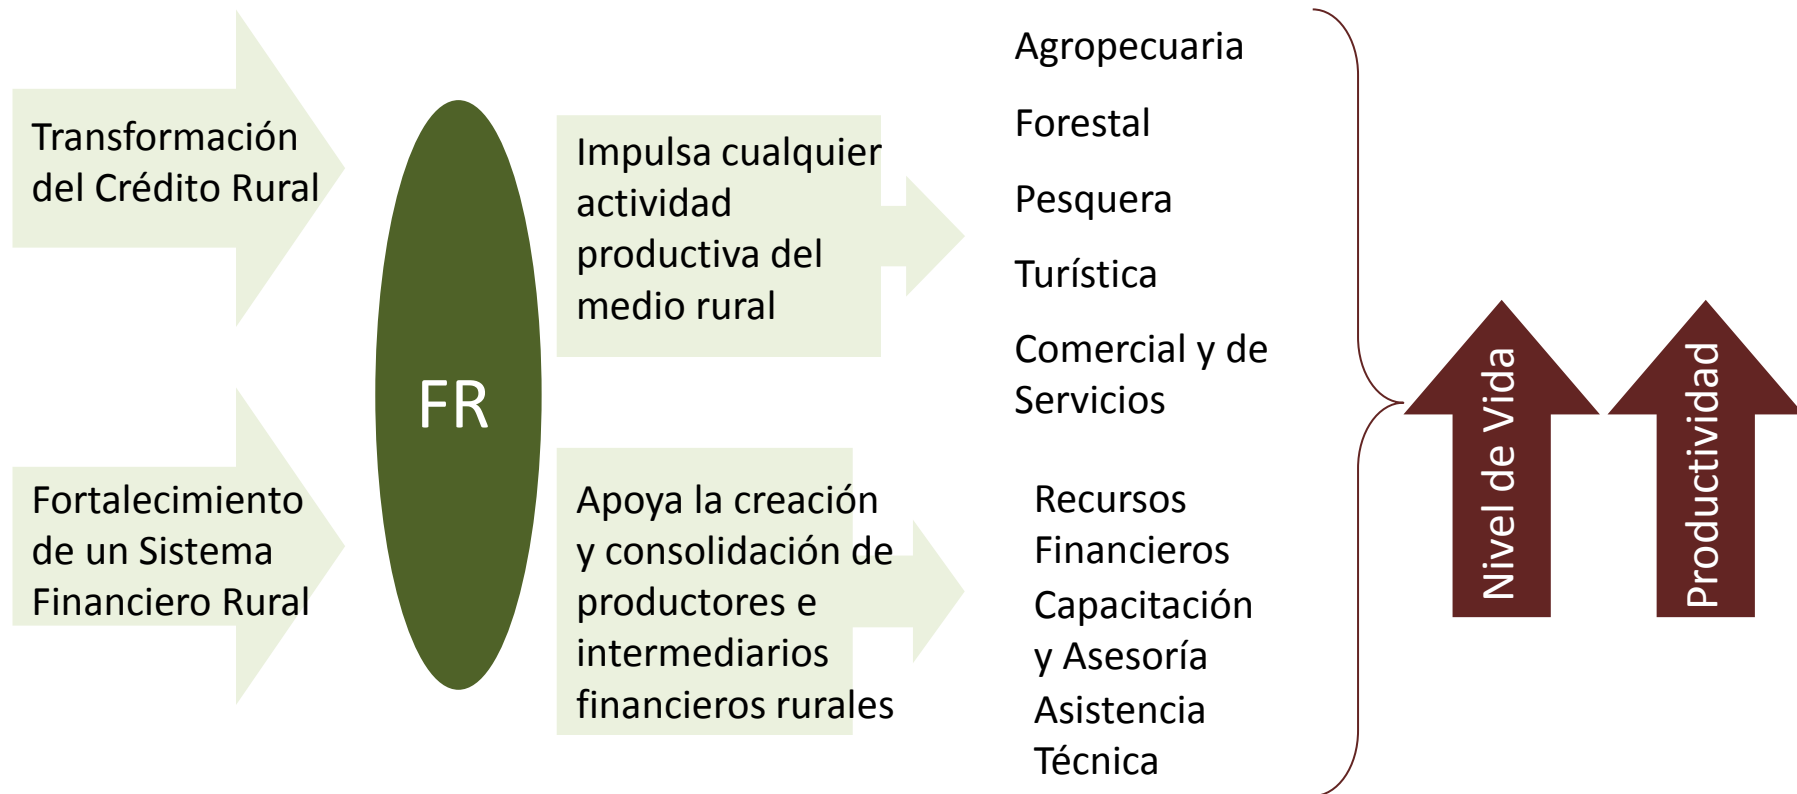 Transformación
del Crédito Rural
Fortalecimiento
de un Sistema
Financiero Rural
FR
Impulsa cualquier
actividad
productiva del
medio rural
Apoya la creación
y consolidación de
productores e
intermediarios
financieros rurales
Agropecuaria
Forestal
Pesquera
Turística
Comercial y de
Servicios
Recursos
Financieros
Capacitación
y Asesoría
Asistencia
Técnica
Nivel de Vida
Productividad